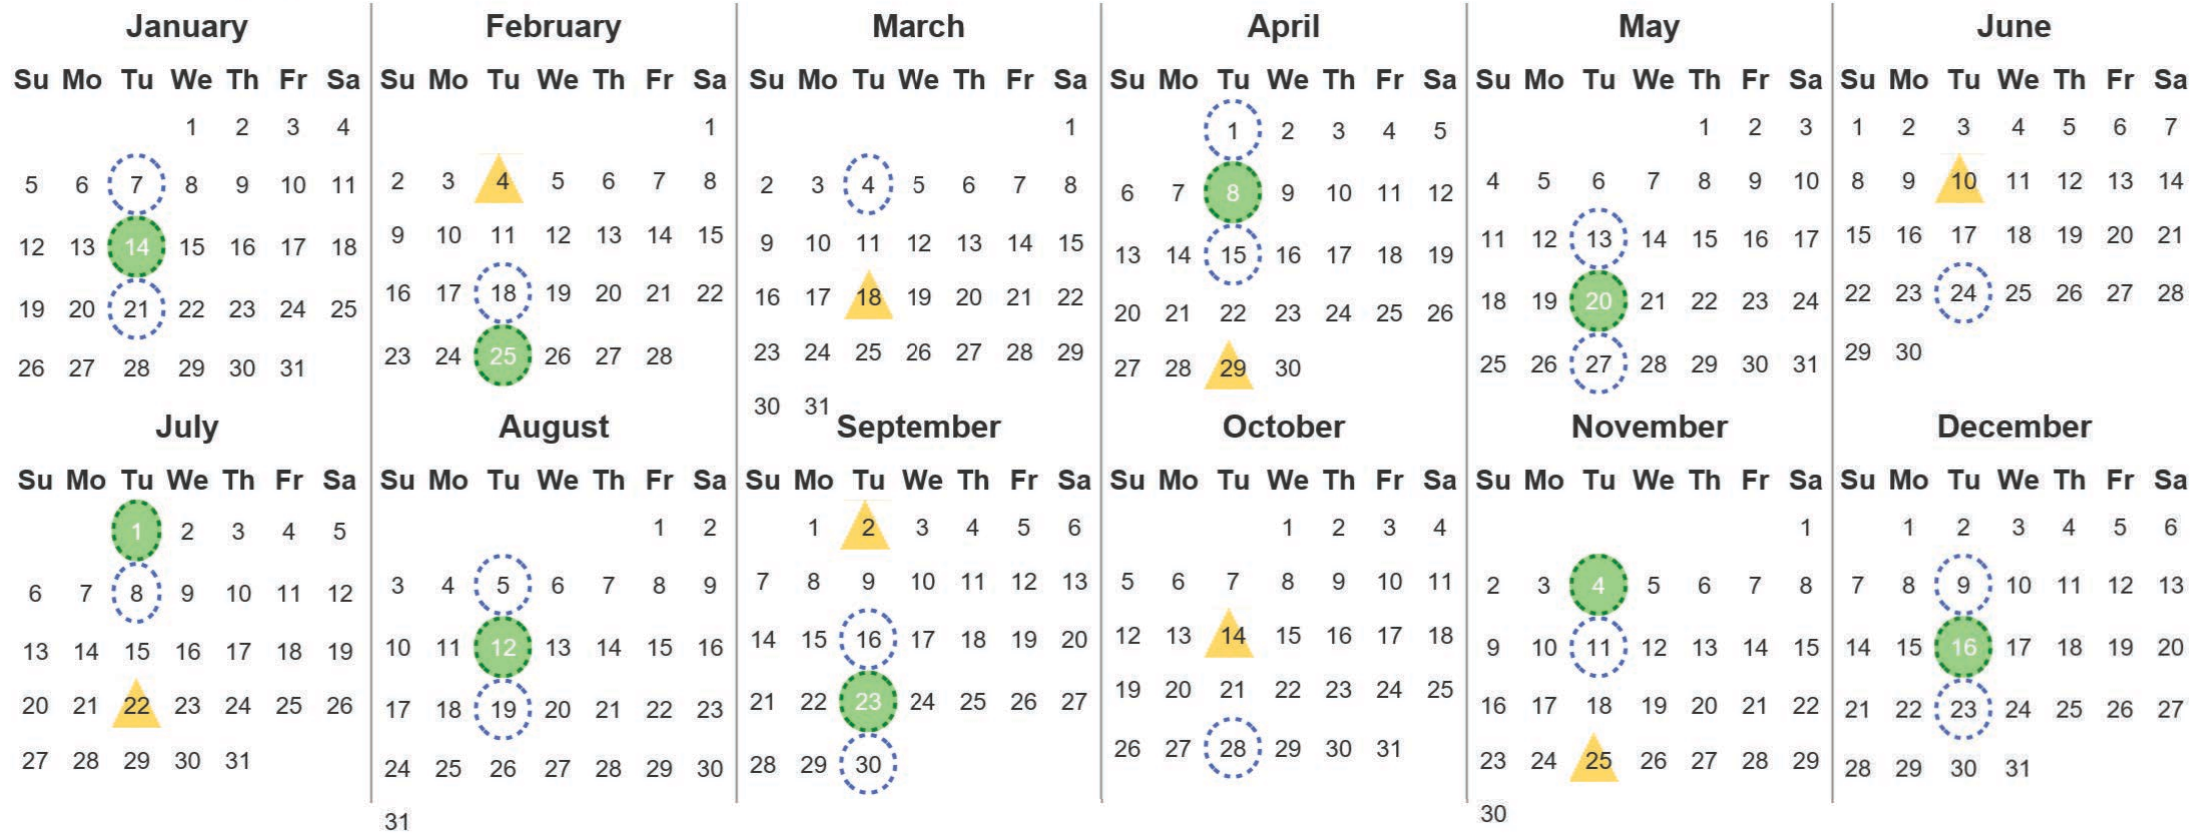 January
Su Mo Tu We Th Fr Sa
1 2 3 4
5 6 7 8 9 10 11
12 13 14 15 16 17 18
19 20 21 22 23 24 25
26 27 28 29 30 31
February
Su Mo Tu We Th Fr Sa
1
2 3 4 5 6 7 8
9 10 11 12 13 14 15
16 17 18 19 20 21 22
23 24 25 26 27 28
March
Su Mo Tu We Th Fr Sa
1
2 3 4 5 6 7 8
9 10 11 12 13 14 15
16 17 18 19 20 21 22
23 24 25 26 27 28 29
30 31
April
Su Mo Tu We Th Fr Sa
1 2 3 4 5
6 7 8 9 10 11 12
13 14 15 16 17 18 19
20 21 22 23 24 25 26
27 28 29 30
May
Su Mo Tu We Th Fr Sa
1 2 3
4 5 6 7 8 9 10
11 12 13 14 15 16 17
18 19 20 21 22 23 24
25 26 27 28 29 30 31
June
Su Mo Tu We Th Fr Sa
1 2 3 4 5 6 7
8 9 10 11 12 13 14
15 16 17 18 19 20 21
22 23 24 25 26 27 28
29 30
July
Su Mo Tu We Th Fr Sa
1 2 3 4 5
6 7 8 9 10 11 12
13 14 15 16 17 18 19
20 21 22 23 24 25 26
27 28 29 30 31
August
Su Mo Tu We Th Fr Sa
1 2
3 4 5 6 7 8 9
10 11 12 13 14 15 16
17 18 19 20 21 22 23
24 25 26 27 28 29 30
31
September
Su Mo Tu We Th Fr Sa
1 2 3 4 5 6
7 8 9 10 11 12 13
14 15 16 17 18 19 20
21 22 23 24 25 26 27
28 29 30
October
Su Mo Tu We Th Fr Sa
1 2 3 4
5 6 7 8 9 10 11
12 13 14 15 16 17 18
19 20 21 22 23 24 25
26 27 28 29 30 31
November
Su Mo Tu We Th Fr Sa
1
2 3 4 5 6 7 8
9 10 11 12 13 14 15
16 17 18 19 20 21 22
23 24 25 26 27 28 29
30
December
Su Mo Tu We Th Fr Sa
1 2 3 4 5 6
7 8 9 10 11 12 13
14 15 16 17 18 19 20
21 22 23 24 25 26 27
28 29 30 31